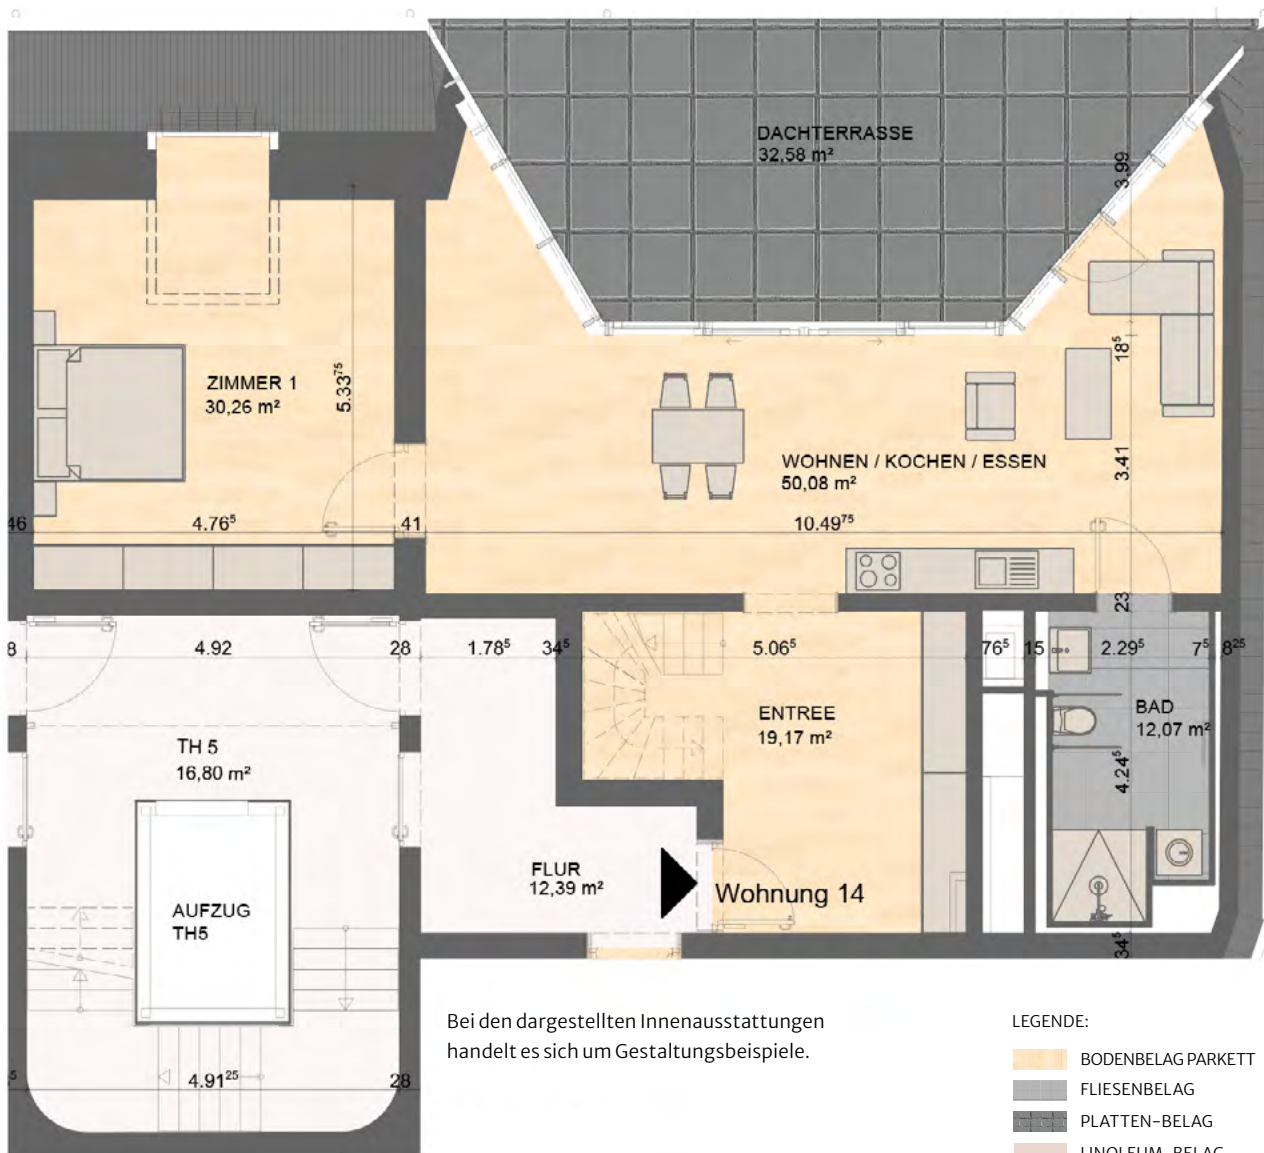 DACHTERRASSE
32,58 m²
3.99
ZIMMER 1
30,26 m²
5.33⁷⁵
18⁵
WOHNEN / KOCHEN / ESSEN
50,08 m²
3.41
46
4.76⁵
41
10.49⁷⁵
23
8
4.92
28
1.78⁵
34⁵
5.06⁵
76⁵
15
2.29⁵
7⁵
8²⁵
ENTREE
19,17 m²
BAD
12,07 m²
TH 5
16,80 m²
4.24⁵
FLUR
12,39 m²
Wohnung 14
AUFZUG
TH5
34⁵
Bei den dargestellten Innenausstattungen
handelt es sich um Gestaltungsbeispiele.
4.91²⁵
28
LEGENDE:
BODENBELAG PARKETT
FLIESENBELAG
PLATTEN-BELAG
LINOLEUM-BELAG